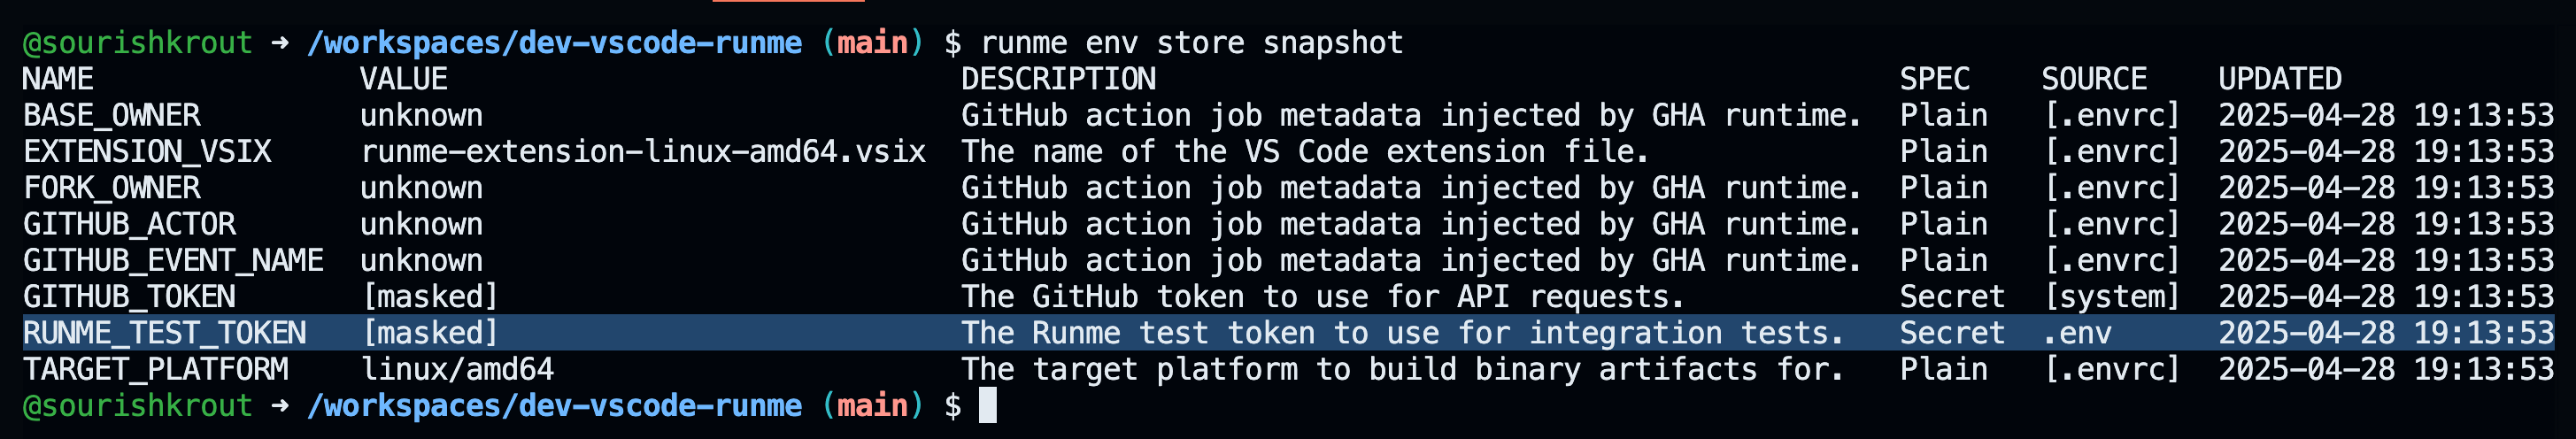 @sourishkrout ➜ /workspaces/dev-vscode-runme (main) $ runme env store snapshot
NAME VALUE DESCRIPTION SPEC SOURCE UPDATED
BASE_OWNER unknown GitHub action job metadata injected by GHA runtime. Plain [.envrc] 2025-04-28 19:13:53
EXTENSION_VSIX runme-extension-linux-amd64.vsix The name of the VS Code extension file. Plain [.envrc] 2025-04-28 19:13:53
FORK_OWNER unknown GitHub action job metadata injected by GHA runtime. Plain [.envrc] 2025-04-28 19:13:53
GITHUB_ACTOR unknown GitHub action job metadata injected by GHA runtime. Plain [.envrc] 2025-04-28 19:13:53
GITHUB_EVENT_NAME unknown GitHub action job metadata injected by GHA runtime. Plain [.envrc] 2025-04-28 19:13:53
GITHUB_TOKEN [masked] The GitHub token to use for API requests. Secret [system] 2025-04-28 19:13:53
RUNME_TEST_TOKEN [masked] The Runme test token to use for integration tests. Secret .env 2025-04-28 19:13:53
TARGET_PLATFORM linux/amd64 The target platform to build binary artifacts for. Plain [.envrc] 2025-04-28 19:13:53
@sourishkrout ➜ /workspaces/dev-vscode-runme (main) $